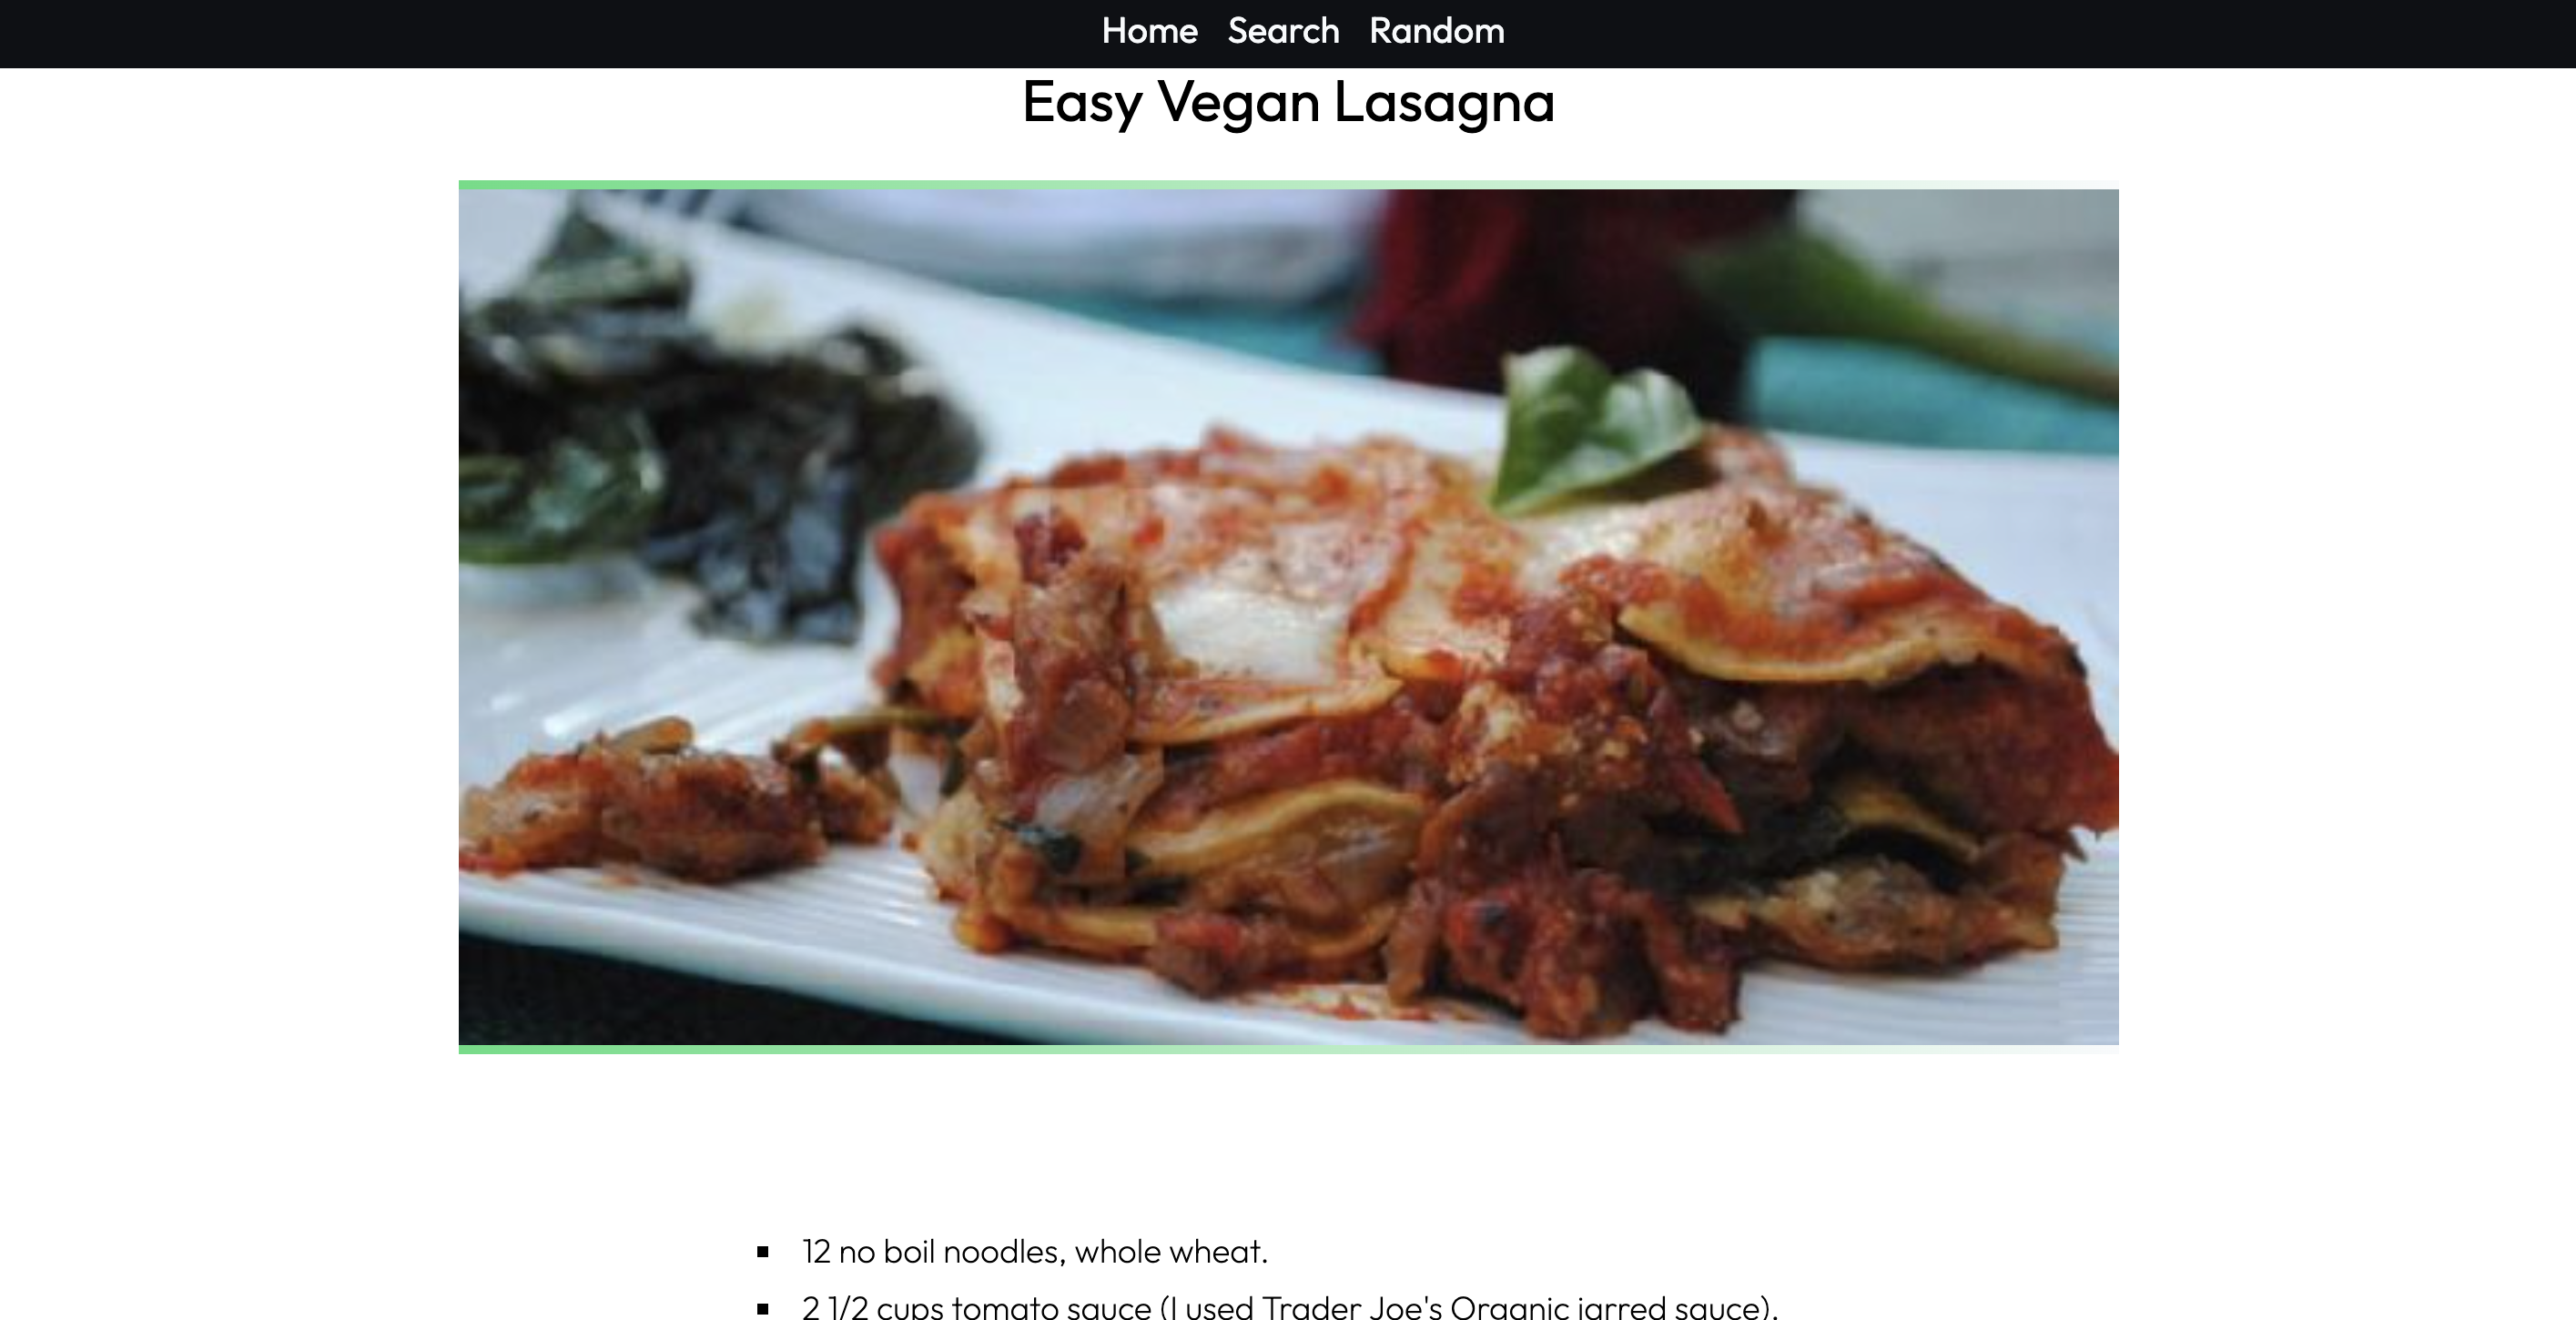 Home Search Random
Easy Vegan Lasagna
12 no boil noodles, whole wheat.
2 1/2 cups tomato sauce (I used Trader Joe's Organic jarred sauce).